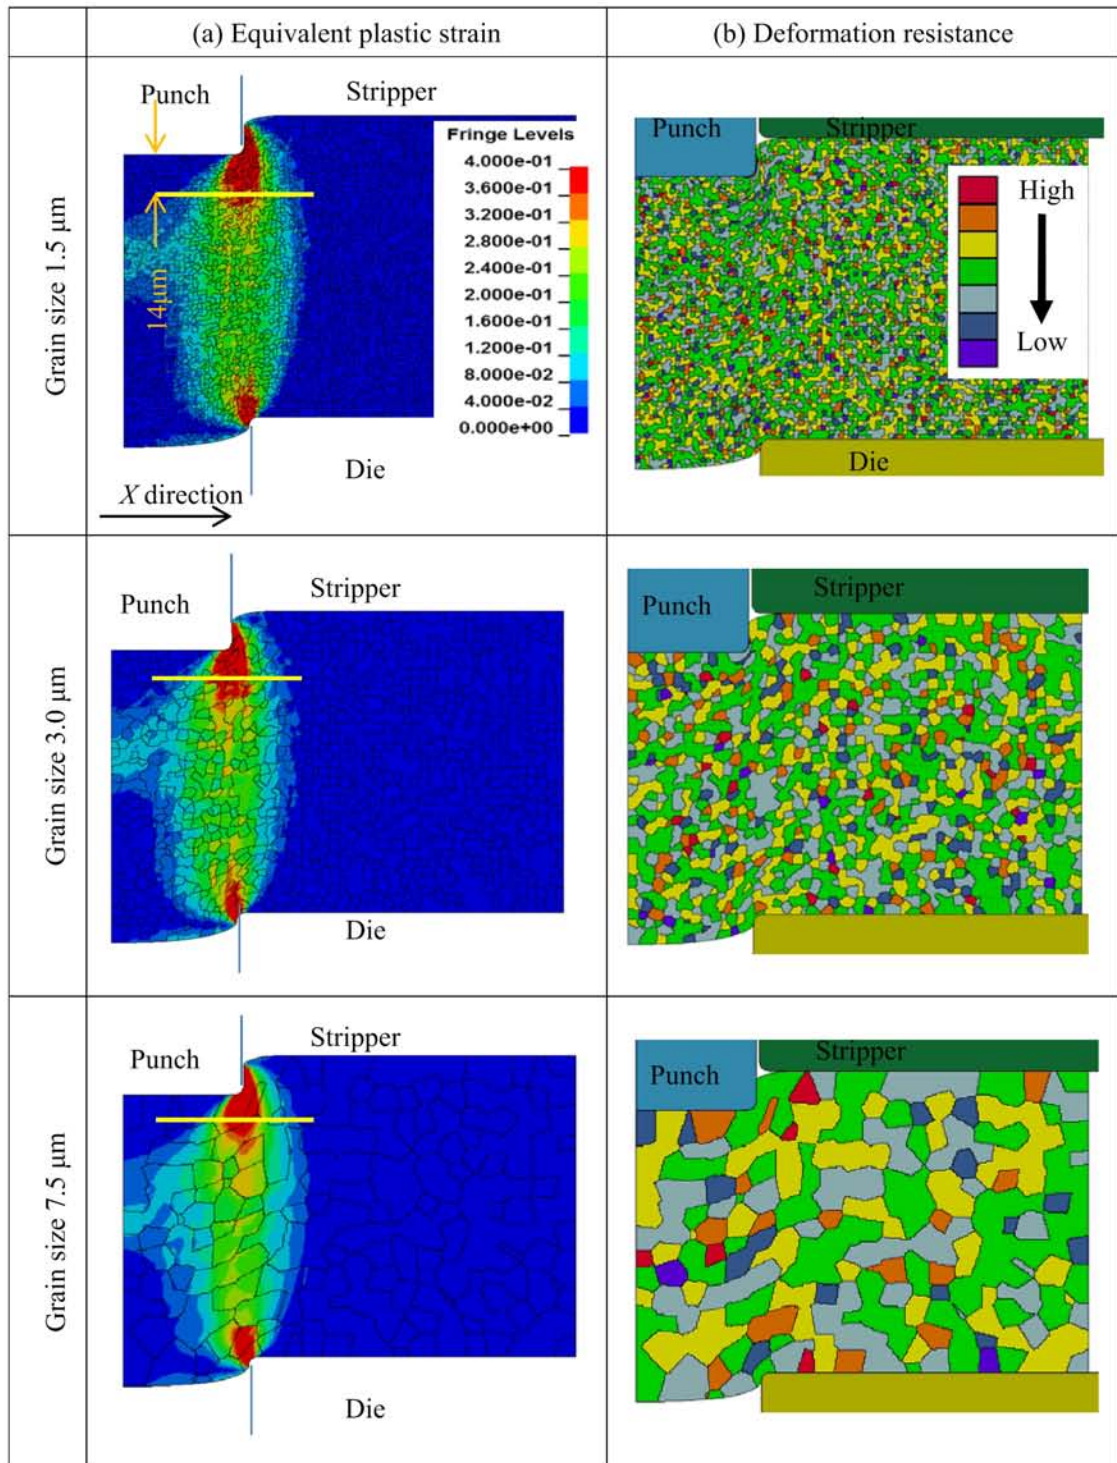 (a) Equivalent plastic strain
(b) Deformation resistance
Grain size 1.5 µm
Punch
Stripper
14µm
Fringe Levels
4.000e-01
3.600e-01
3.200e-01
2.800e-01
2.400e-01
2.000e-01
1.600e-01
1.200e-01
8.000e-02
4.000e-02
0.000e+00
Die
X direction
Punch
Stripper
High
Low
Die
Grain size 3.0 µm
Punch
Stripper
Die
Punch
Stripper
Grain size 7.5 µm
Punch
Stripper
Die
Punch
Stripper